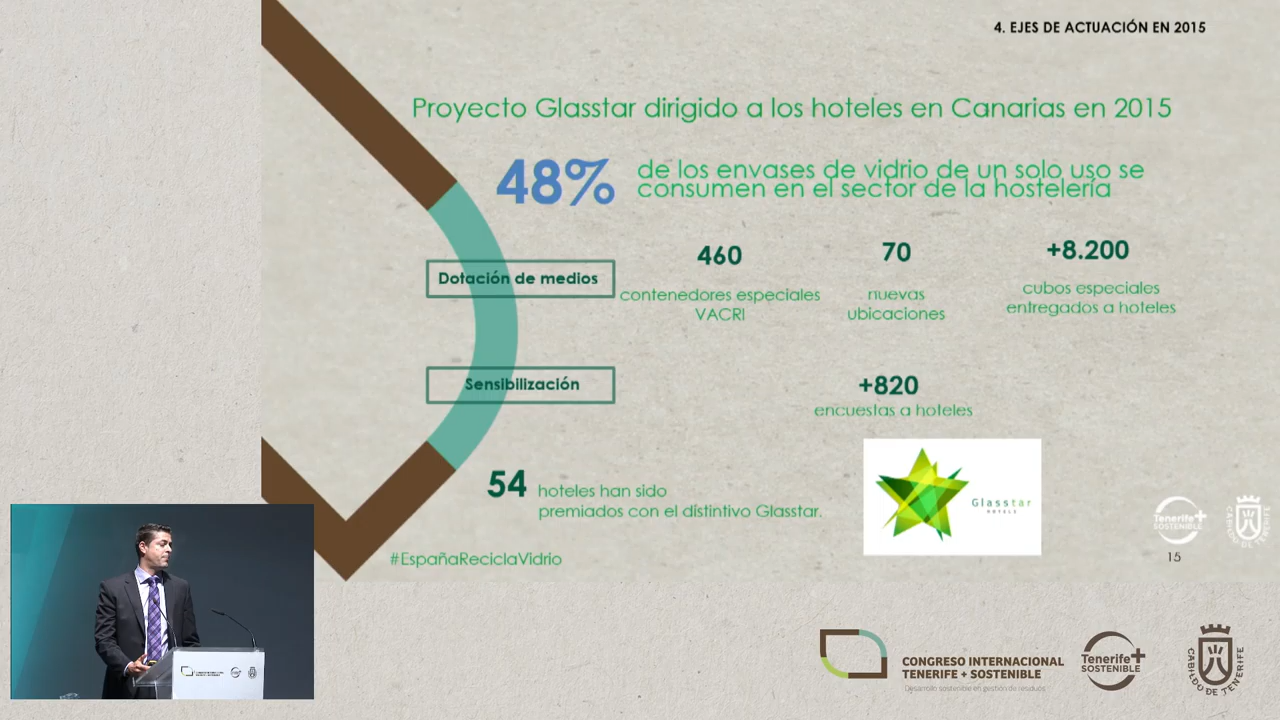 4. EJES DE ACTUACIÓN EN 2015
Proyecto Glasstar dirigido a los hoteles en Canarias en 2015
48%
de los envases de vidrio de un solo uso se
consumen en el sector de la hostelería
Dotación de medios
460
contenedores especiales
VACRI
70
nuevas
ubicaciones
+8.200
cubos especiales
entregados a hoteles
Sensibilización
+820
encuestas a hoteles
54
hoteles han sido
premiados con el distintivo Glasstar.
Glasstar
HOTELS
#EspañaReciclaVidrio
Tenerife+
SOSTENIBLE
CABILDO DE TENERIFE
15
CONGRESO INTERNACIONAL
TENERIFE + SOSTENIBLE
Desarrollo sostenible en gestión de residuos
Tenerife+
SOSTENIBLE
CABILDO DE TENERIFE